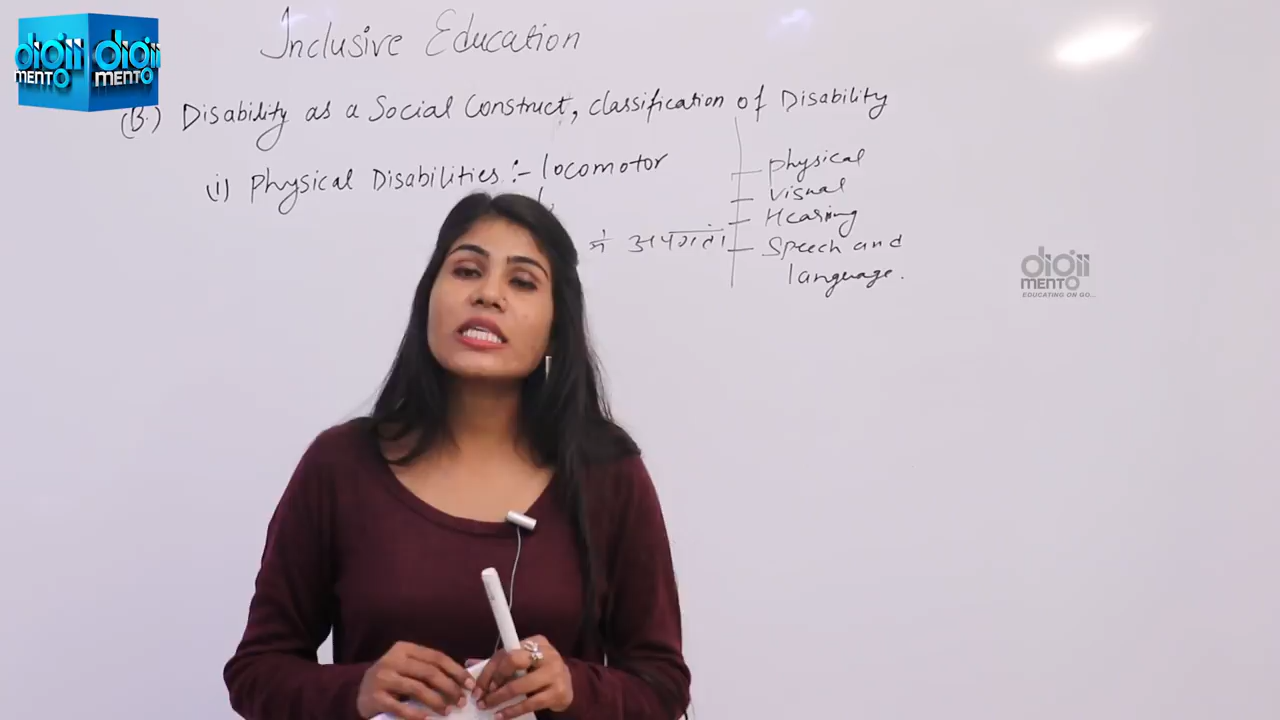 Inclusive Education
(B.) Disability as a Social Construct, classification of Disability
(i) Physical Disabilities :- locomotor
physical
visual
Hearing
में अपंगता
Speech and
language.
digii
MENTO
digii
MENTO
digii
MENTO
EDUCATING ON GO...